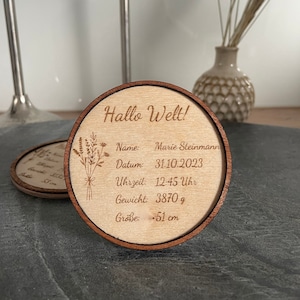 Hallo Welt!
Name: Marie Steinmann
Datum: 31.10.2023
Uhrzeit: 12:45 Uhr
Gewicht: 3870 g
Größe: 51 cm